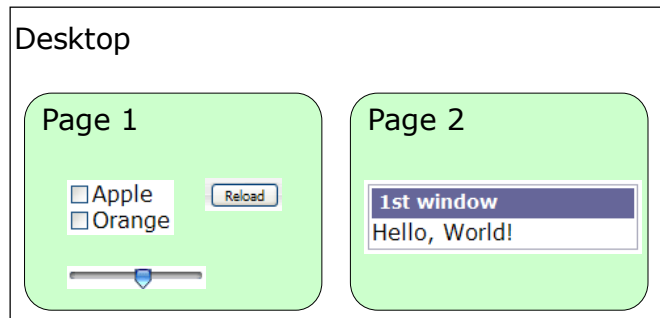 Desktop
Page 1
Apple
Orange
Reload
Page 2
1st window
Hello, World!